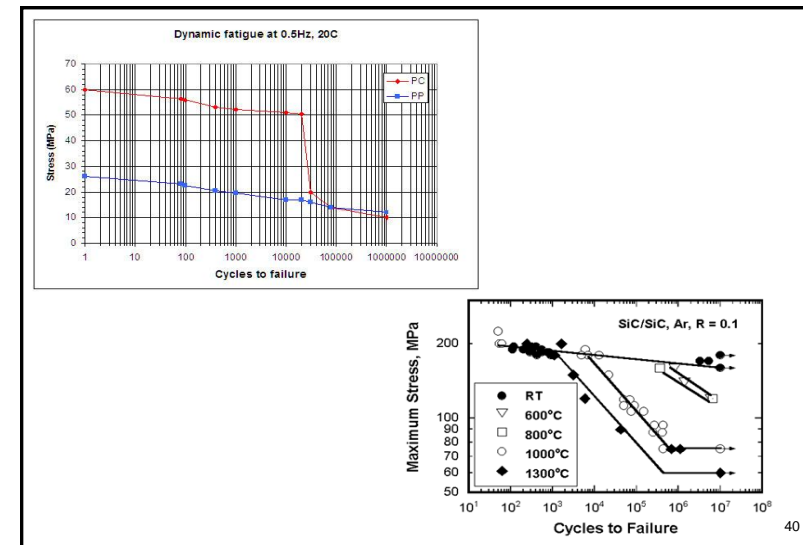 Dynamic fatigue at 0.5Hz, 20C
70
60
50
40
30
20
10
0
Stress (MPa)
PC
PP
1 10 100 1000 10000 100000 1000000 10000000
Cycles to failure
SiC/SiC, Ar, R = 0.1
200
100
90
80
70
60
50
Maximum Stress, MPa
RT
600°C
800°C
1000°C
1300°C
10¹ 10² 10³ 10⁴ 10⁵ 10⁶ 10⁷ 10⁸
Cycles to Failure
40